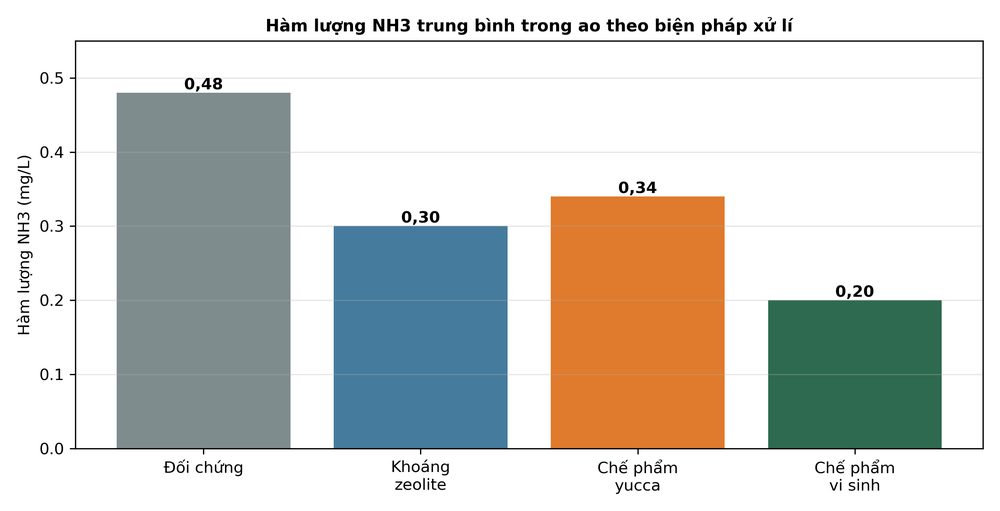 Hàm lượng NH3 trung bình trong ao theo biện pháp xử lí
Hàm lượng NH3 (mg/L)
0.5
0.4
0.3
0.2
0.1
0.0
0,48
0,30
0,34
0,20
Đối chứng
Khoáng
zeolite
Chế phẩm
yucca
Chế phẩm
vi sinh